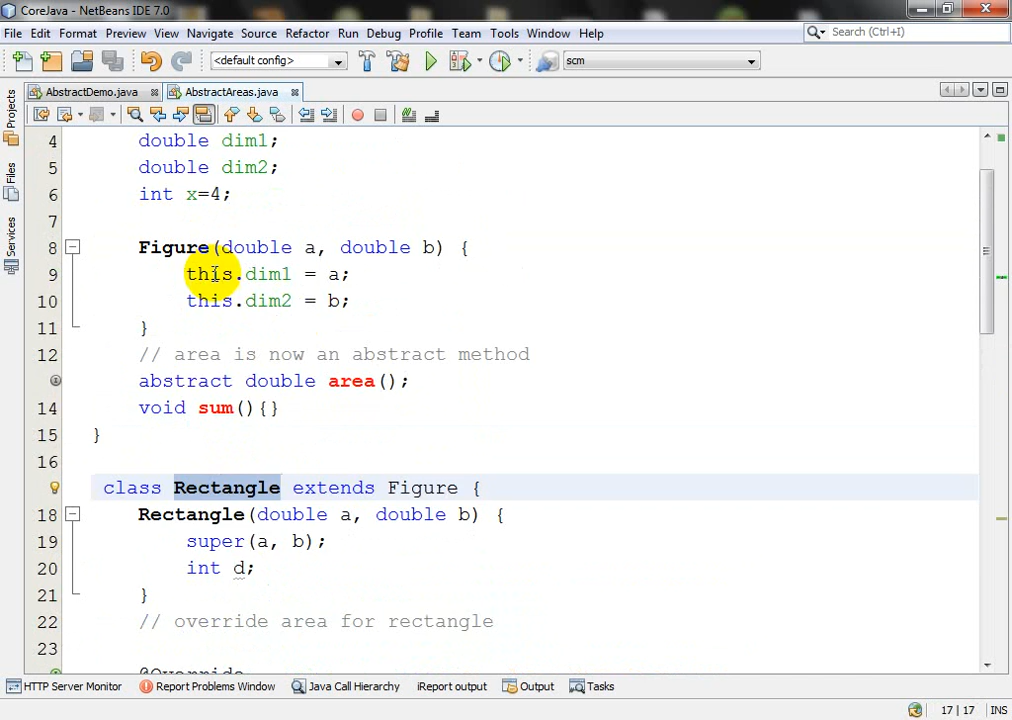 CoreJava - NetBeans IDE 7.0
File Edit Format Preview View Navigate Source Refactor Run Debug Profile Team Tools Window Help
Search (Ctrl+I)
<default config>
scm
AbstractDemo.java
AbstractAreas.java
Projects
Files
Services
4 double dim1;
5 double dim2;
6 int x=4;
7
8 Figure(double a, double b) {
9 this.dim1 = a;
10 this.dim2 = b;
11 }
12 // area is now an abstract method
abstract double area();
14 void sum(){}
15 }
16
class Rectangle extends Figure {
18 Rectangle(double a, double b) {
19 super(a, b);
20 int d;
21 }
22 // override area for rectangle
23
@Override
HTTP Server Monitor Report Problems Window Java Call Hierarchy iReport output Output Tasks
17 | 17 INS